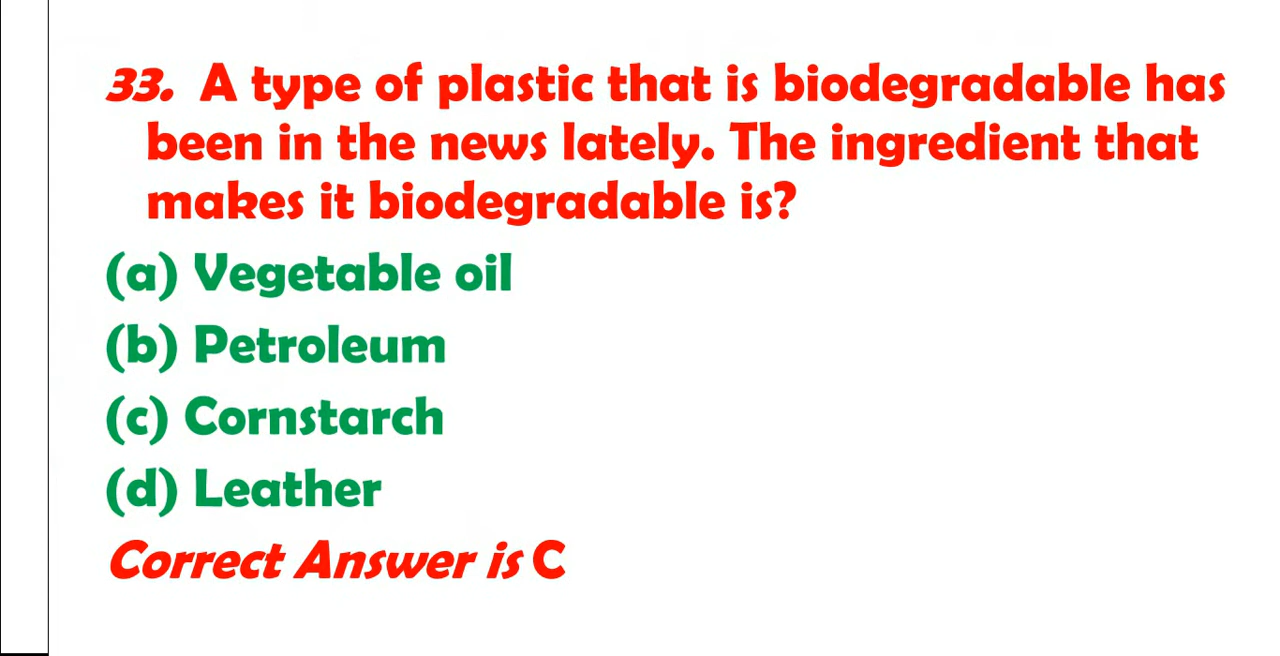 33. A type of plastic that is biodegradable has
been in the news lately. The ingredient that
makes it biodegradable is?
(a) Vegetable oil
(b) Petroleum
(c) Cornstarch
(d) Leather
Correct Answer is C